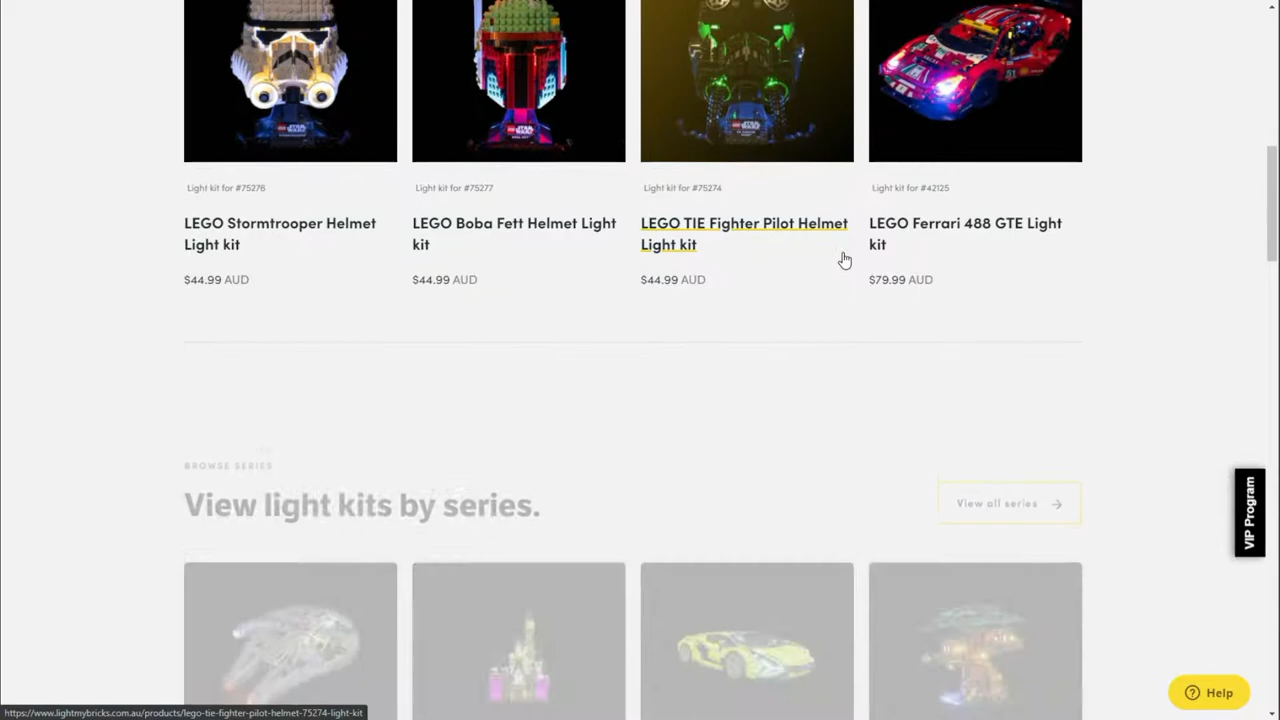 Light kit for #75276
Light kit for #75277
Light kit for #75274
Light kit for #42125
LEGO Stormtrooper Helmet
Light kit
LEGO Boba Fett Helmet Light
kit
LEGO TIE Fighter Pilot Helmet
Light kit
LEGO Ferrari 488 GTE Light
kit
$44.99 AUD
$44.99 AUD
$44.99 AUD
$79.99 AUD
BROWSE SERIES
View light kits by series.
View all series
VIP Program
Help
https://www.lightmybricks.com.au/products/lego-tie-fighter-pilot-helmet-75274-light-kit